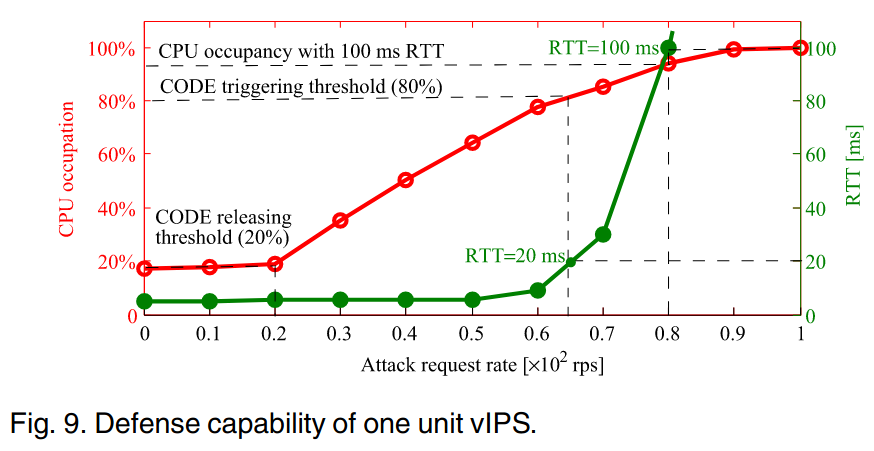 100%
80%
60%
40%
20%
0
CPU occupation
CPU occupancy with 100 ms RTT
CODE triggering threshold (80%)
CODE releasing
threshold (20%)
RTT=100 ms
RTT=20 ms
100
80
60
40
20
0
RTT [ms]
0 0.1 0.2 0.3 0.4 0.5 0.6 0.7 0.8 0.9 1
Attack request rate [×10² rps]
Fig. 9. Defense capability of one unit vIPS.